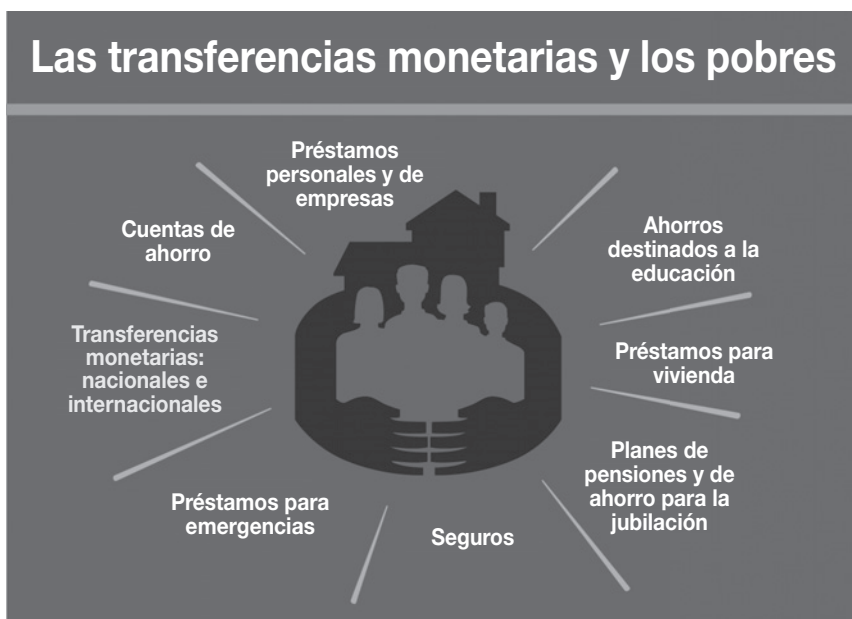 Las transferencias monetarias y los pobres
Préstamos
personales y de
empresas
Cuentas de
ahorro
Ahorros
destinados a la
educación
Transferencias
monetarias:
nacionales e
internacionales
Préstamos para
vivienda
Planes de
pensiones y de
ahorro para la
jubilación
Préstamos para
emergencias
Seguros